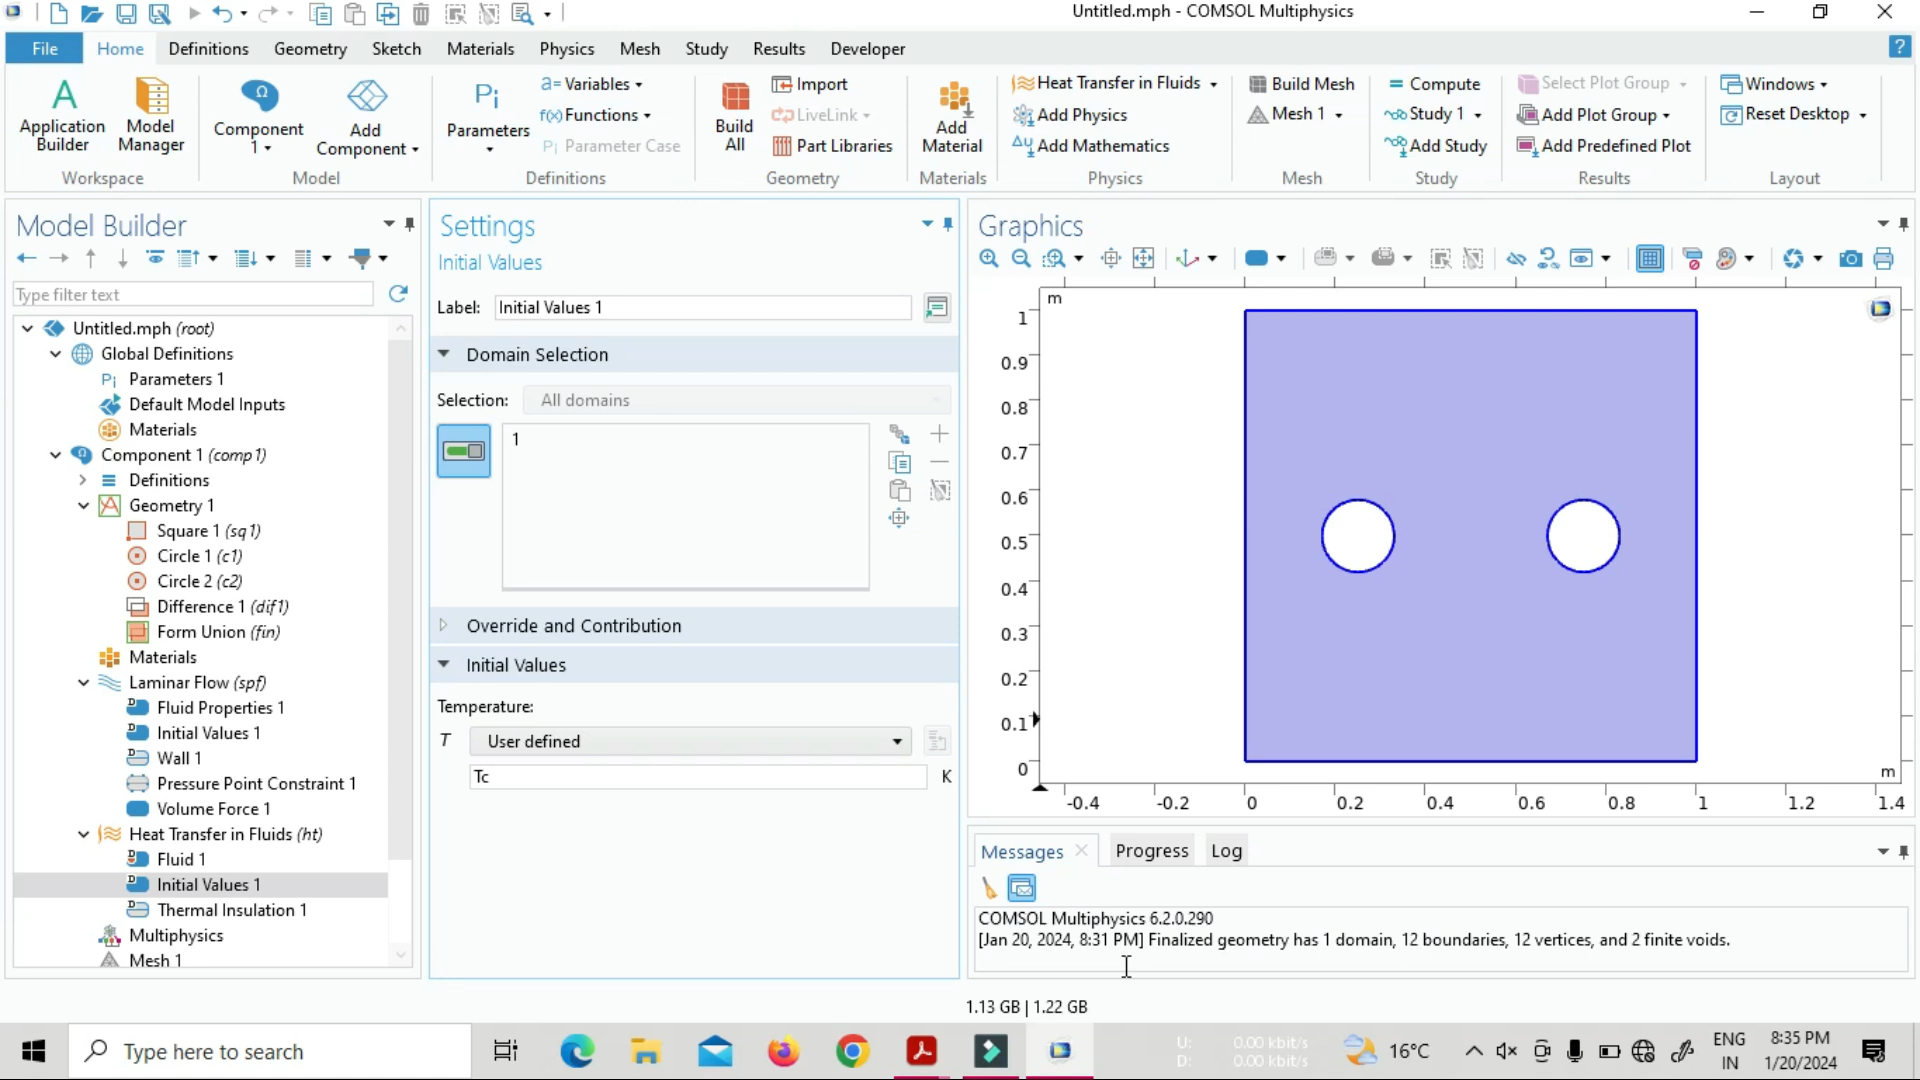 Untitled.mph - COMSOL Multiphysics
File Home Definitions Geometry Sketch Materials Physics Mesh Study Results Developer ?
Application Builder
Model Manager
Workspace
Component 1
Add Component
Model
Pi
Parameters
a= Variables
f(x) Functions
Pi Parameter Case
Definitions
Build All
Import
LiveLink
Part Libraries
Geometry
Add Material
Materials
Heat Transfer in Fluids
Add Physics
Add Mathematics
Physics
Build Mesh
Mesh 1
Mesh
= Compute
Study 1
Add Study
Study
Select Plot Group
Add Plot Group
Add Predefined Plot
Results
Windows
Reset Desktop
Layout
Model Builder
Type filter text
Untitled.mph (root)
Global Definitions
Pi Parameters 1
Default Model Inputs
Materials
Component 1 (comp1)
Definitions
Geometry 1
Square 1 (sq1)
Circle 1 (c1)
Circle 2 (c2)
Difference 1 (dif1)
Form Union (fin)
Materials
Laminar Flow (spf)
Fluid Properties 1
Initial Values 1
Wall 1
Pressure Point Constraint 1
Volume Force 1
Heat Transfer in Fluids (ht)
Fluid 1
Initial Values 1
Thermal Insulation 1
Multiphysics
Mesh 1
Settings
Initial Values
Label: Initial Values 1
Domain Selection
Selection: All domains
1
Override and Contribution
Initial Values
Temperature:
T User defined
Tc K
Graphics
m
1
0.9
0.8
0.7
0.6
0.5
0.4
0.3
0.2
0.1
0
m
-0.4 -0.2 0 0.2 0.4 0.6 0.8 1 1.2 1.4
Messages Progress Log
COMSOL Multiphysics 6.2.0.290
[Jan 20, 2024, 8:31 PM] Finalized geometry has 1 domain, 12 boundaries, 12 vertices, and 2 finite voids.
1.13 GB | 1.22 GB
Type here to search
U: 0.00 kbit/s
D: 0.00 kbit/s
16°C
ENG
IN
8:35 PM
1/20/2024